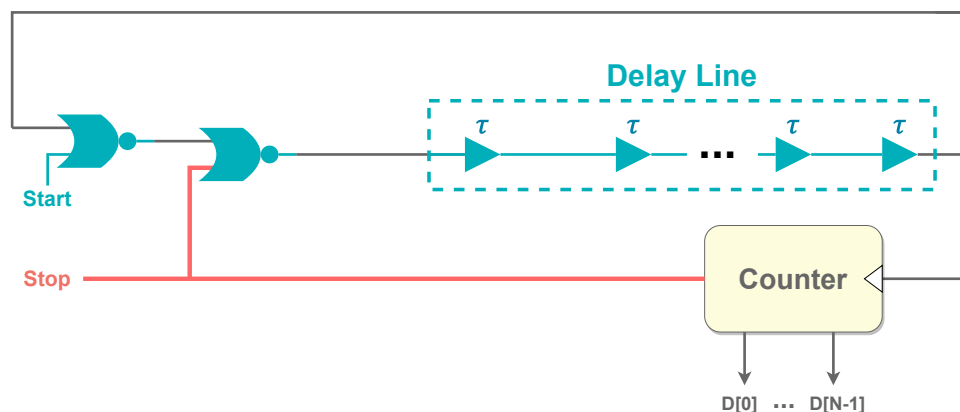 Delay Line
τ τ τ τ
...
Start
Stop
Counter
D[0] ... D[N-1]